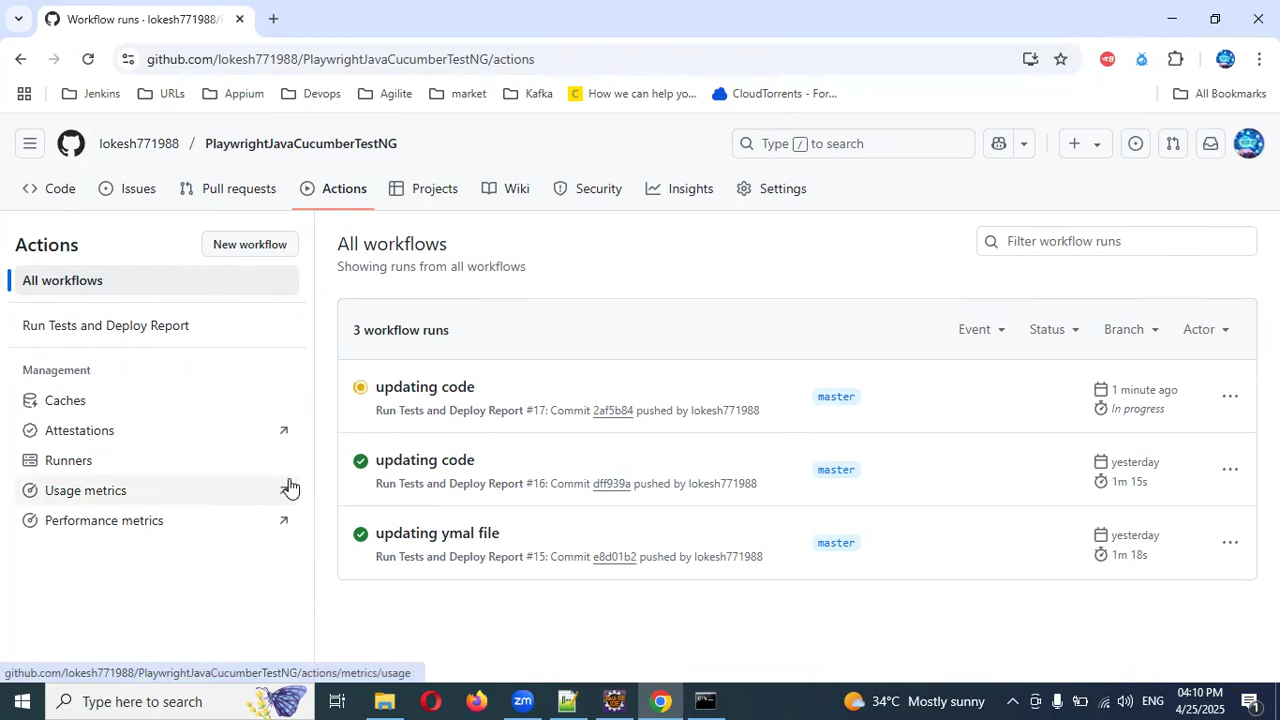 Workflow runs · lokesh771988/
github.com/lokesh771988/PlaywrightJavaCucumberTestNG/actions
Jenkins URLs Appium Devops Agilite market Kafka How we can help yo... CloudTorrents - For... All Bookmarks
lokesh771988 / PlaywrightJavaCucumberTestNG Type / to search
Code Issues Pull requests Actions Projects Wiki Security Insights Settings
Actions New workflow
All workflows
Run Tests and Deploy Report
Management
Caches
Attestations
Runners
Usage metrics
Performance metrics
All workflows Filter workflow runs
Showing runs from all workflows
3 workflow runs Event Status Branch Actor
updating code
Run Tests and Deploy Report #17: Commit 2af5b84 pushed by lokesh771988 master 1 minute ago
In progress
updating code
Run Tests and Deploy Report #16: Commit dff939a pushed by lokesh771988 master yesterday
1m 15s
updating ymal file
Run Tests and Deploy Report #15: Commit e8d01b2 pushed by lokesh771988 master yesterday
1m 18s
github.com/lokesh771988/PlaywrightJavaCucumberTestNG/actions/metrics/usage
Type here to search 34°C Mostly sunny ENG 04:10 PM
4/25/2025